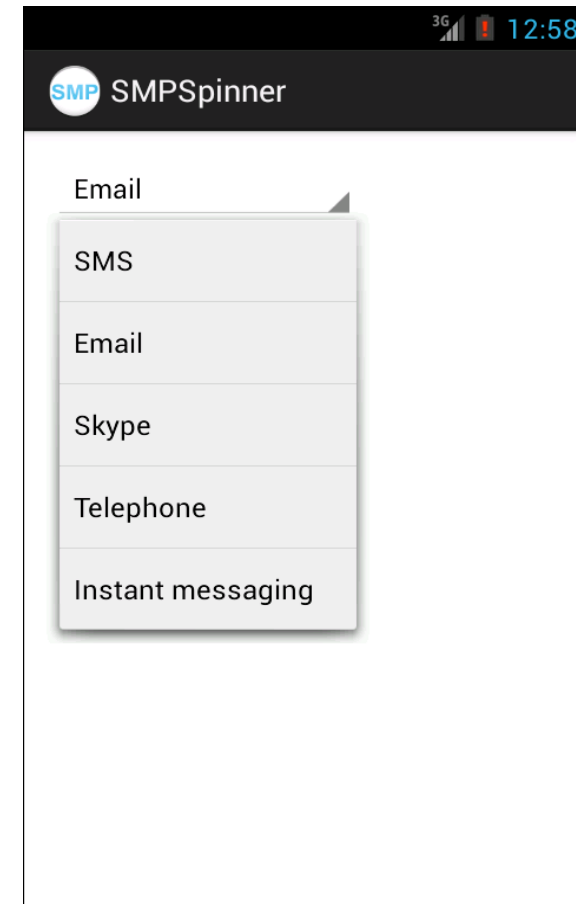 3G 12:58
SMP SMPSpinner
Email
SMS
Email
Skype
Telephone
Instant messaging